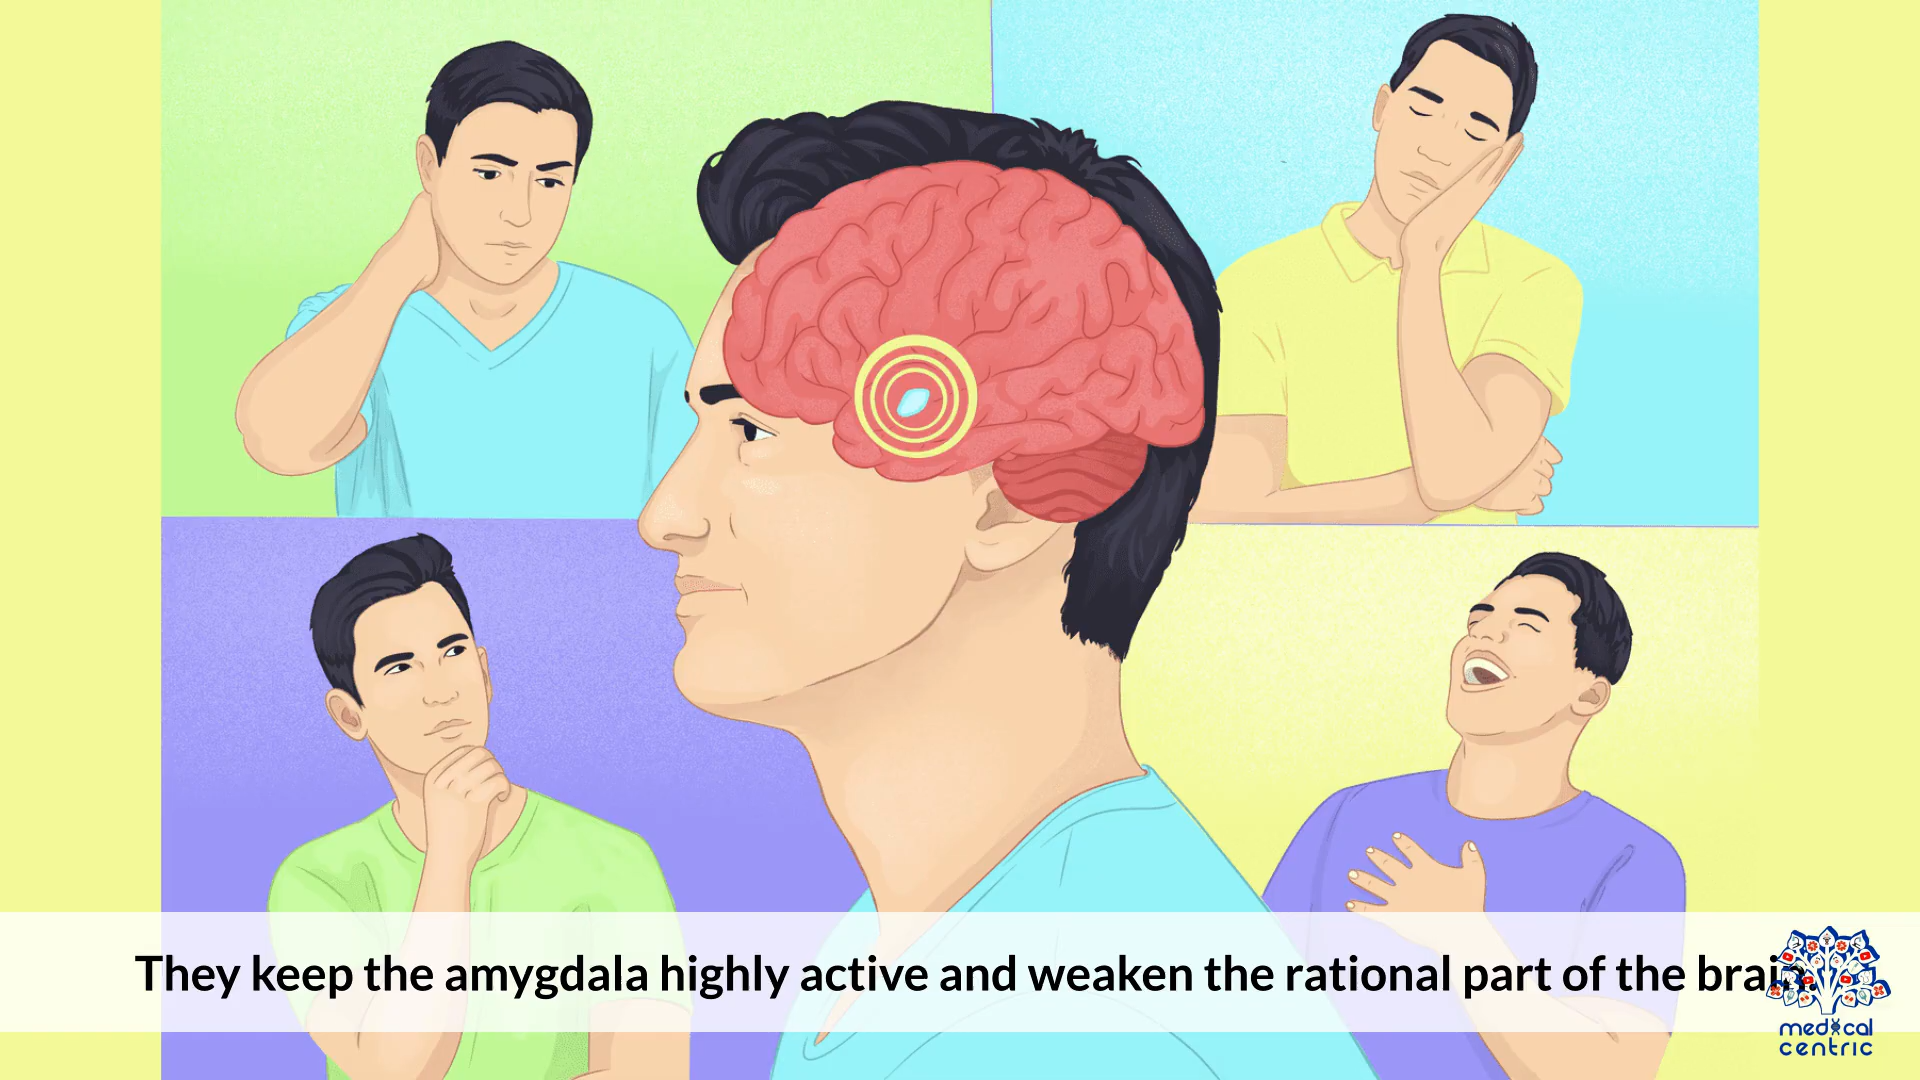 They keep the amygdala highly active and weaken the rational part of the brain.
medical
centric